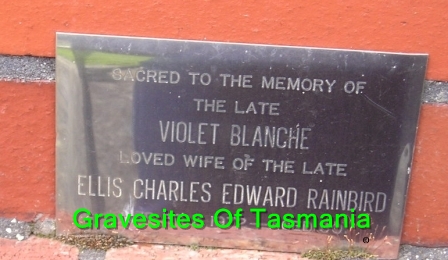 SACRED TO THE MEMORY OF
THE LATE
VIOLET BLANCHE
LOVED WIFE OF THE LATE
ELLIS CHARLES EDWARD RAINBIRD
Gravesites Of Tasmania